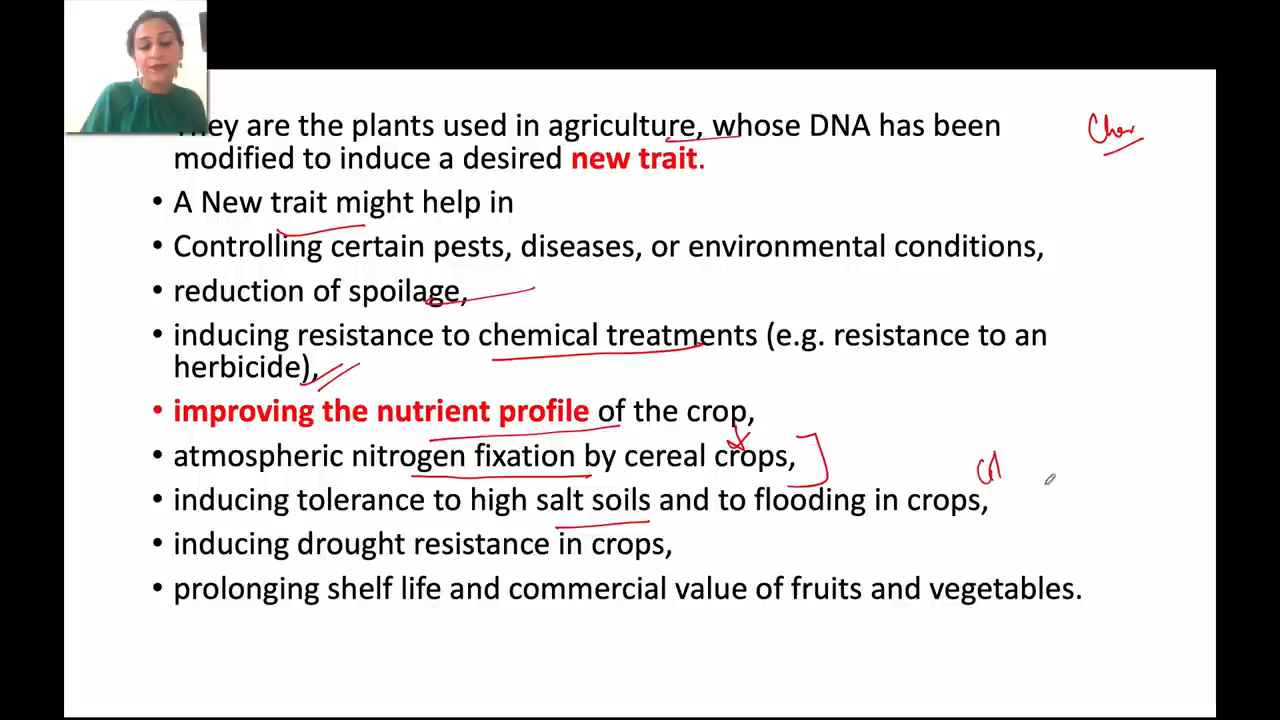 They are the plants used in agriculture, whose DNA has been
modified to induce a desired new trait.
• A New trait might help in
• Controlling certain pests, diseases, or environmental conditions,
• reduction of spoilage,
• inducing resistance to chemical treatments (e.g. resistance to an
herbicide),
• improving the nutrient profile of the crop,
• atmospheric nitrogen fixation by cereal crops,
• inducing tolerance to high salt soils and to flooding in crops,
• inducing drought resistance in crops,
• prolonging shelf life and commercial value of fruits and vegetables.